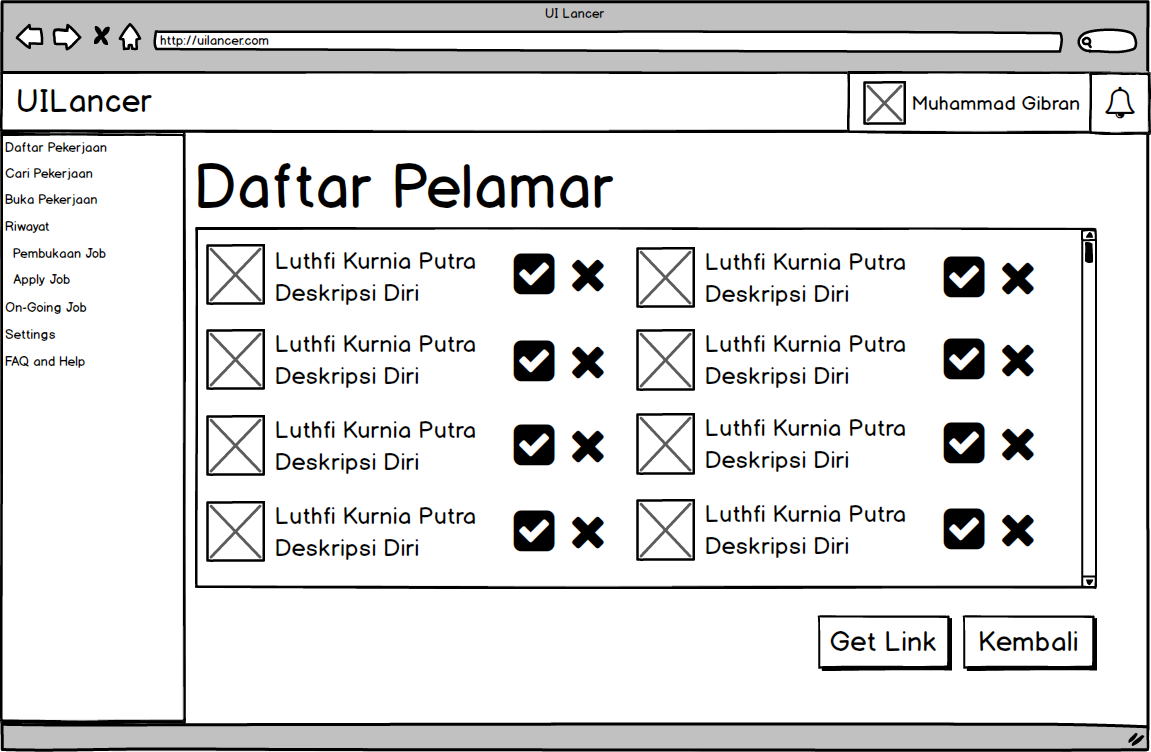 UI Lancer
http://uilancer.com
UILancer
Muhammad Gibran
Daftar Pekerjaan
Cari Pekerjaan
Buka Pekerjaan
Riwayat
Pembukaan Job
Apply Job
On-Going Job
Settings
FAQ and Help
Daftar Pelamar
Luthfi Kurnia Putra
Deskripsi Diri
Luthfi Kurnia Putra
Deskripsi Diri
Luthfi Kurnia Putra
Deskripsi Diri
Luthfi Kurnia Putra
Deskripsi Diri
Luthfi Kurnia Putra
Deskripsi Diri
Luthfi Kurnia Putra
Deskripsi Diri
Luthfi Kurnia Putra
Deskripsi Diri
Luthfi Kurnia Putra
Deskripsi Diri
Get Link
Kembali